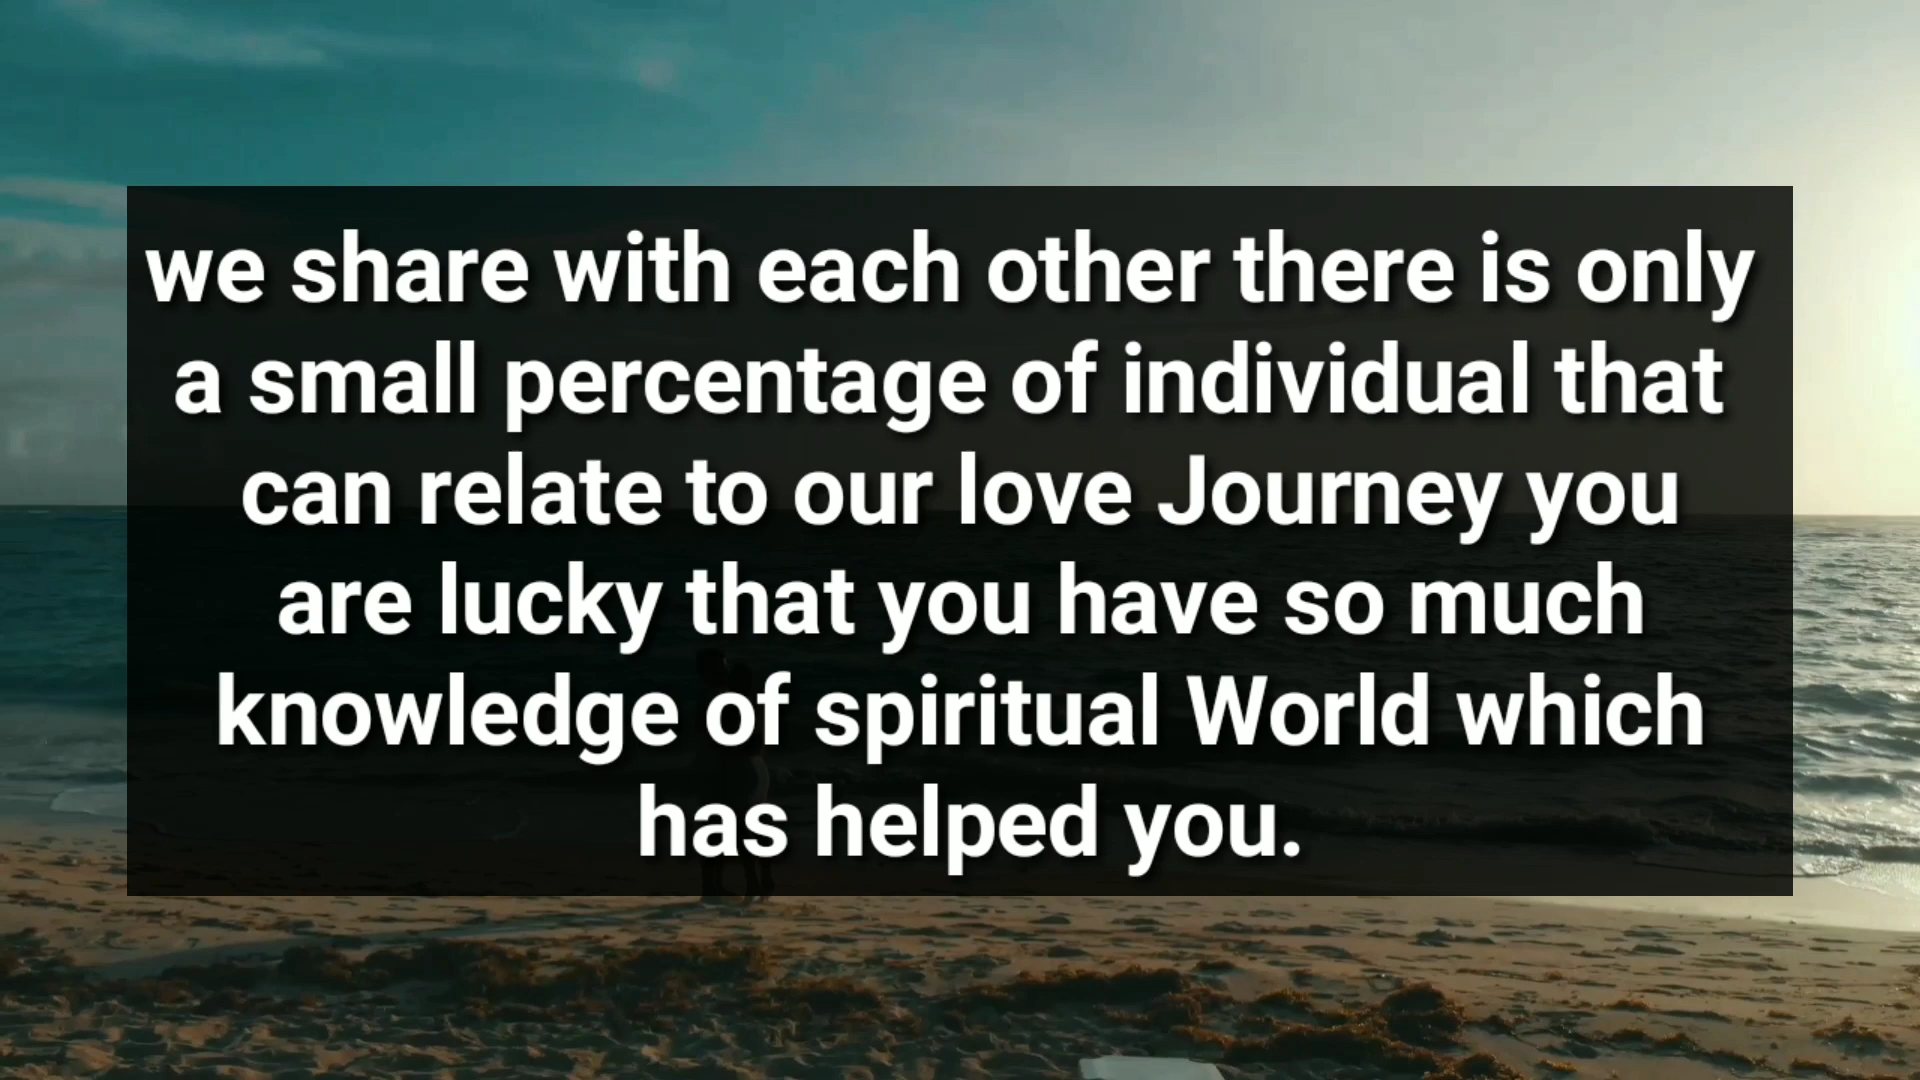 we share with each other there is only
a small percentage of individual that
can relate to our love Journey you
are lucky that you have so much
knowledge of spiritual World which
has helped you.